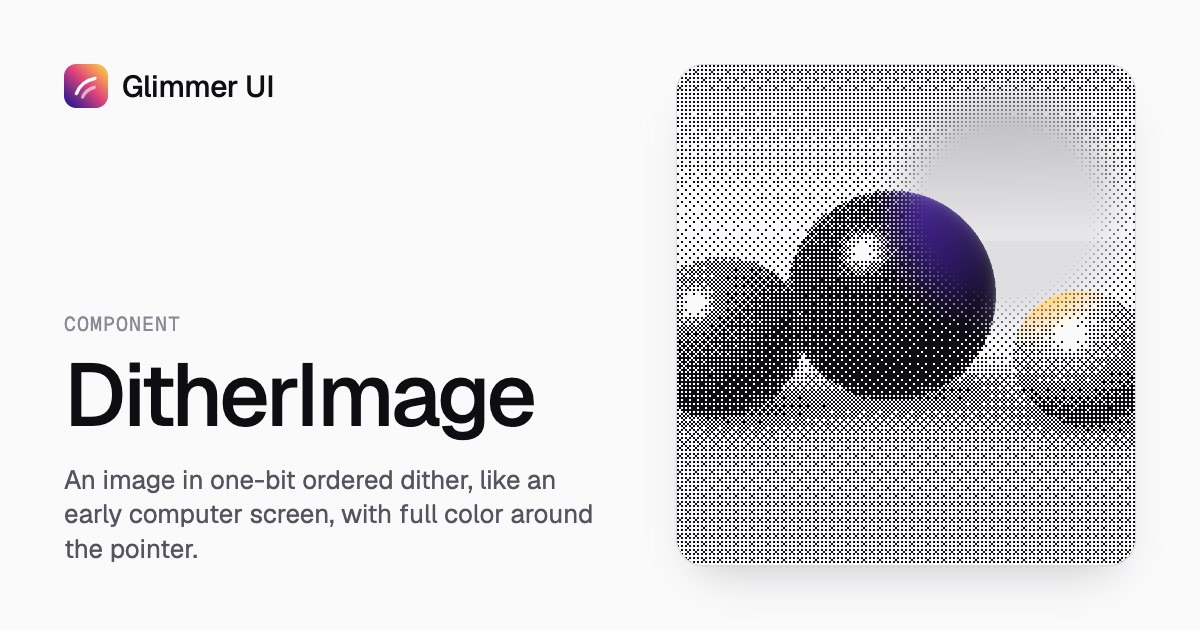 Glimmer UI
COMPONENT
DitherImage
An image in one-bit ordered dither, like an
early computer screen, with full color around
the pointer.